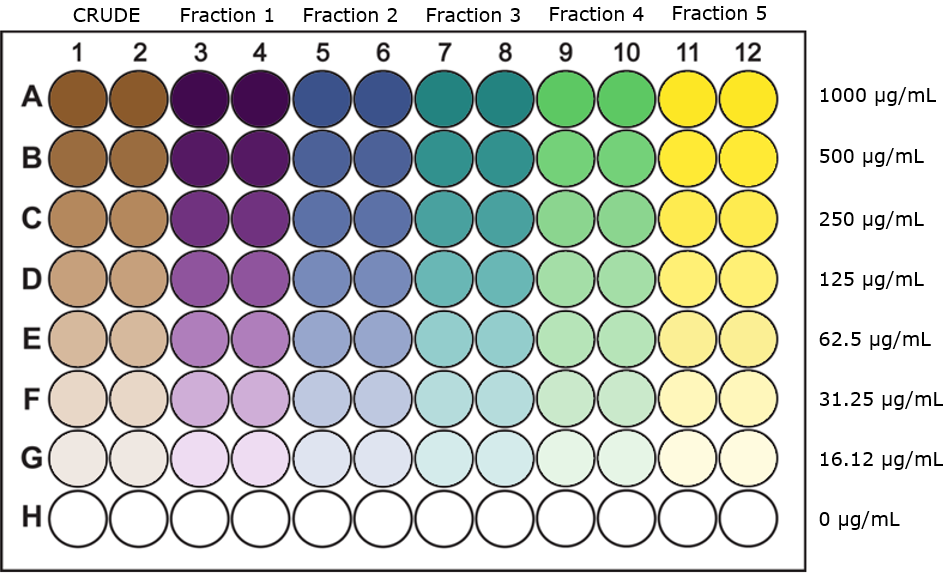 CRUDE Fraction 1 Fraction 2 Fraction 3 Fraction 4 Fraction 5
1 2 3 4 5 6 7 8 9 10 11 12
A 1000 µg/mL
B 500 µg/mL
C 250 µg/mL
D 125 µg/mL
E 62.5 µg/mL
F 31.25 µg/mL
G 16.12 µg/mL
H 0 µg/mL